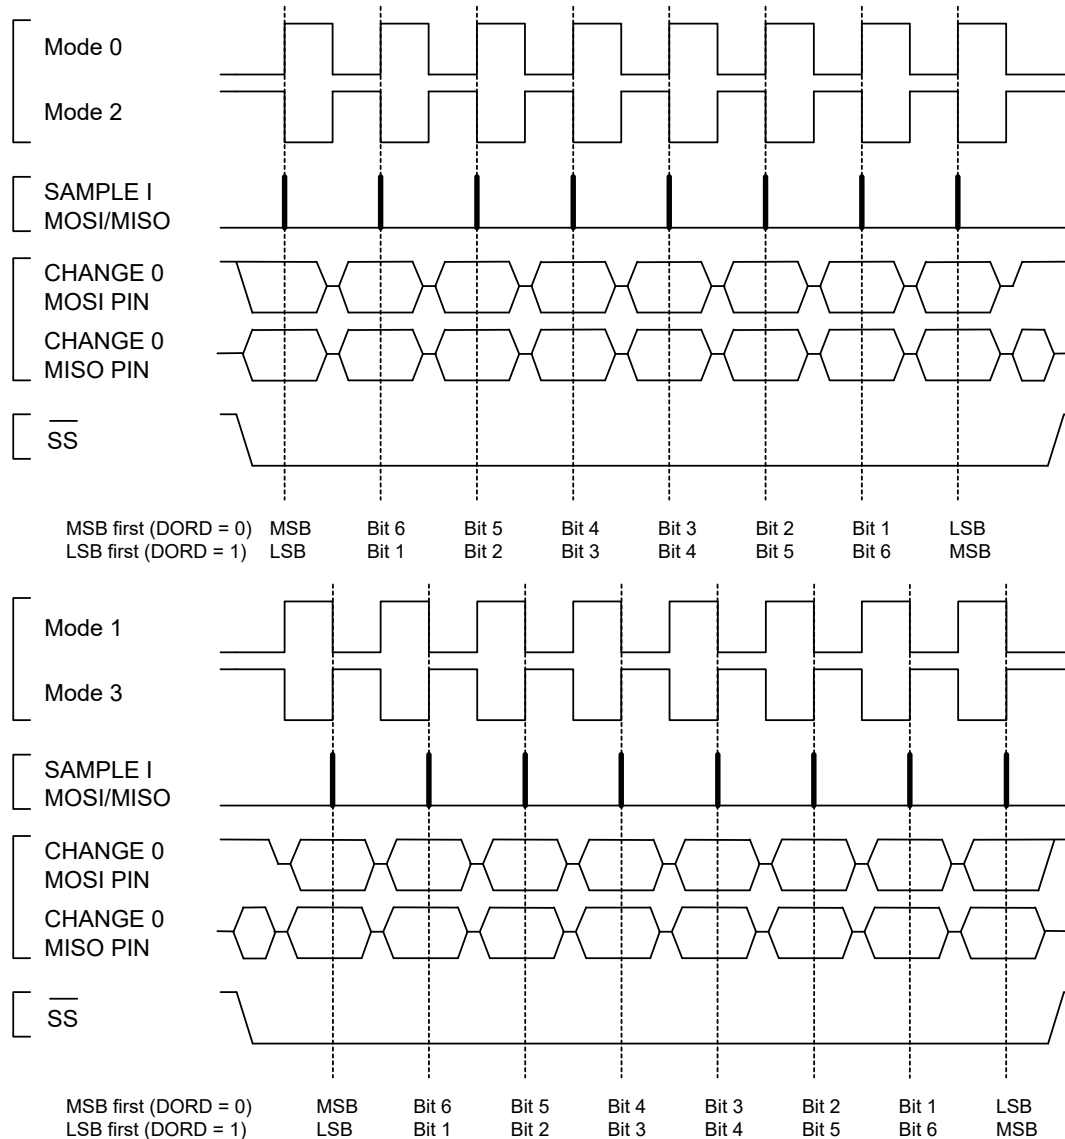 Mode 0
Mode 2
SAMPLE I
MOSI/MISO
CHANGE 0
MOSI PIN
CHANGE 0
MISO PIN
SS
MSB first (DORD = 0) MSB Bit 6 Bit 5 Bit 4 Bit 3 Bit 2 Bit 1 LSB
LSB first (DORD = 1) LSB Bit 1 Bit 2 Bit 3 Bit 4 Bit 5 Bit 6 MSB
Mode 1
Mode 3
SAMPLE I
MOSI/MISO
CHANGE 0
MOSI PIN
CHANGE 0
MISO PIN
SS
MSB first (DORD = 0) MSB Bit 6 Bit 5 Bit 4 Bit 3 Bit 2 Bit 1 LSB
LSB first (DORD = 1) LSB Bit 1 Bit 2 Bit 3 Bit 4 Bit 5 Bit 6 MSB